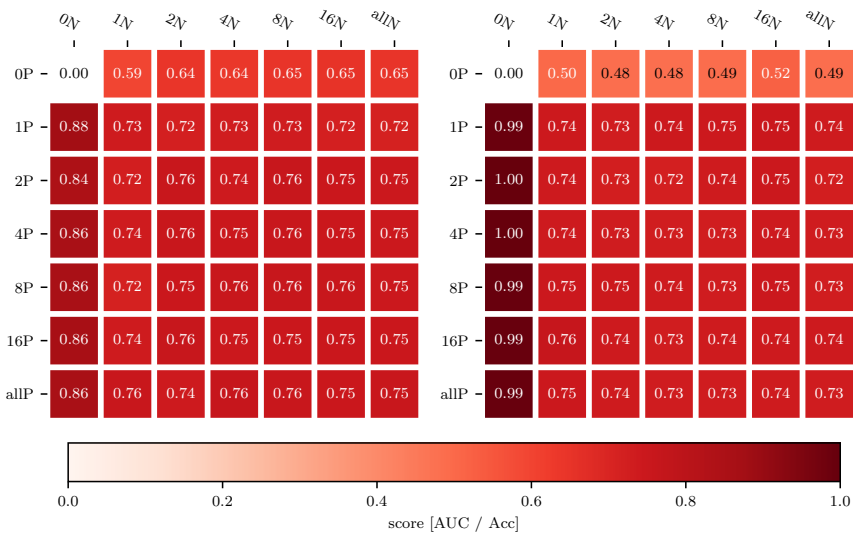 0N 1N 2N 4N 8N 16N allN 0N 1N 2N 4N 8N 16N allN
0P 0.00 0.59 0.64 0.64 0.65 0.65 0.65 0.00 0.50 0.48 0.48 0.49 0.52 0.49
1P 0.88 0.73 0.72 0.73 0.73 0.72 0.72 1P 0.99 0.74 0.73 0.74 0.75 0.75 0.74
2P 0.84 0.72 0.76 0.74 0.76 0.75 0.75 2P 1.00 0.74 0.73 0.72 0.74 0.75 0.72
4P 0.86 0.74 0.76 0.75 0.76 0.75 0.75 4P 1.00 0.74 0.73 0.73 0.74 0.74 0.73
8P 0.86 0.72 0.75 0.76 0.76 0.76 0.75 8P 0.99 0.75 0.75 0.74 0.73 0.75 0.73
16P 0.86 0.74 0.76 0.75 0.75 0.75 0.75 16P 0.99 0.76 0.74 0.73 0.74 0.74 0.74
allP 0.86 0.76 0.74 0.76 0.76 0.75 0.75 allP 0.99 0.75 0.74 0.73 0.73 0.74 0.73
0.0 0.2 0.4 0.6 0.8 1.0
score [AUC / Acc]